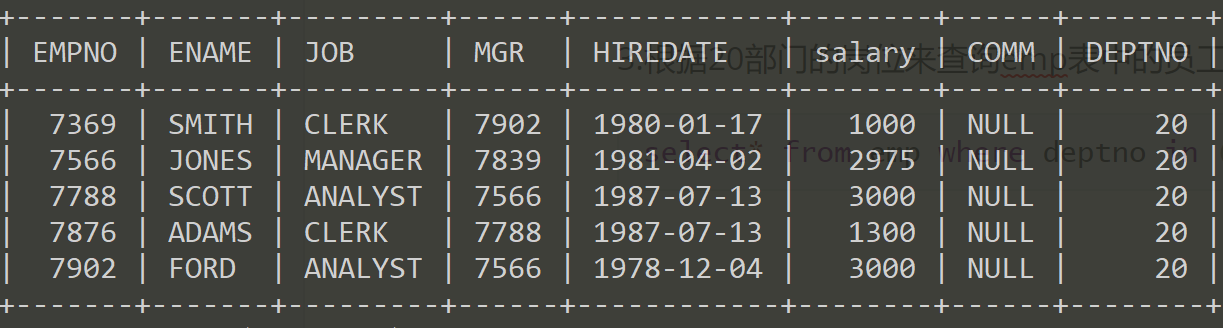 +-------+-------+---------+------+------------+--------+------+--------+
| EMPNO | ENAME | JOB | MGR | HIREDATE | salary | COMM | DEPTNO |
3.根据20部门的岗位来查询emp表中的员工
+-------+-------+---------+------+------------+--------+------+--------+
| 7369 | SMITH | CLERK | 7902 | 1980-01-17 | 1000 | NULL | 20 |
select* from emp where deptno in
| 7566 | JONES | MANAGER | 7839 | 1981-04-02 | 2975 | NULL | 20 |
| 7788 | SCOTT | ANALYST | 7566 | 1987-07-13 | 3000 | NULL | 20 |
| 7876 | ADAMS | CLERK | 7788 | 1987-07-13 | 1300 | NULL | 20 |
| 7902 | FORD | ANALYST | 7566 | 1978-12-04 | 3000 | NULL | 20 |
+-------+-------+---------+------+------------+--------+------+--------+